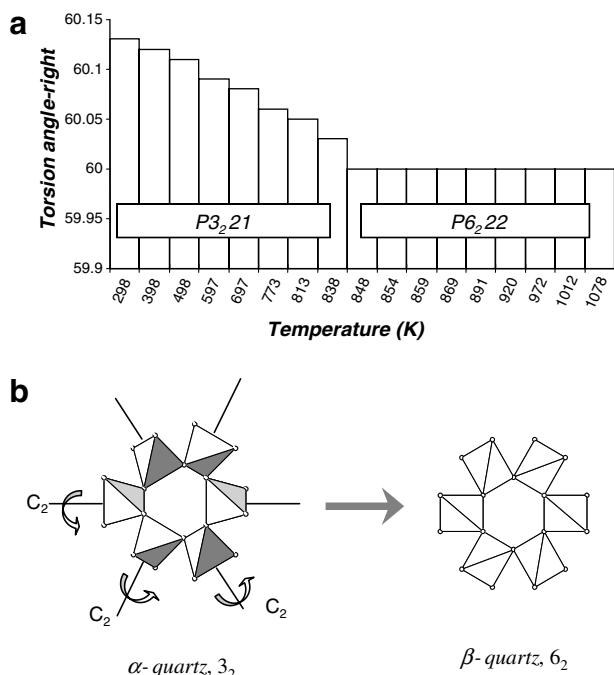 a
Torsion angle-right
60.15
60.1
60.05
60
59.95
59.9
P3₂21
P6₂22
298 398 498 597 697 773 813 838 848 854 859 869 891 920 972 1012 1078
Temperature (K)
b
C₂
C₂
C₂
α- quartz, 3₂
β- quartz, 6₂